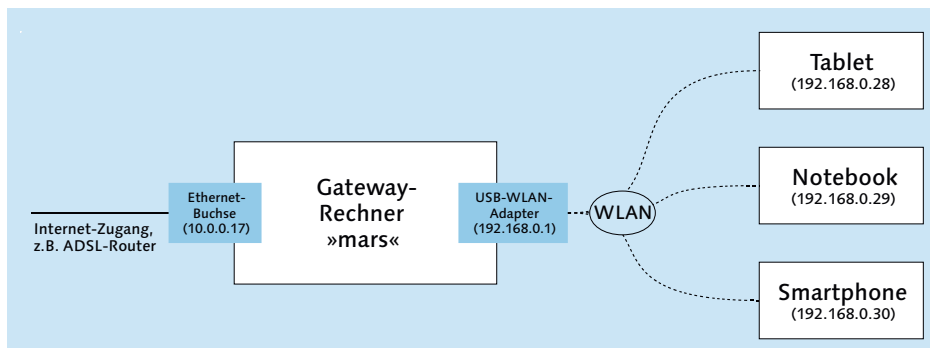 Internet-Zugang,
z.B. ADSL-Router
Ethernet-
Buchse
(10.0.0.17)
Gateway-
Rechner
»mars«
USB-WLAN-
Adapter
(192.168.0.1)
WLAN
Tablet
(192.168.0.28)
Notebook
(192.168.0.29)
Smartphone
(192.168.0.30)